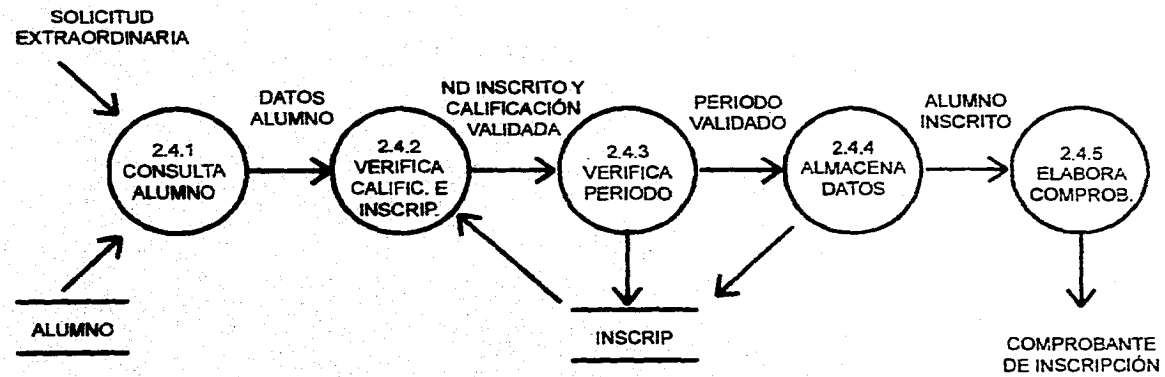 SOLICITUD
EXTRAORDINARIA
DATOS
ALUMNO
ND INSCRITO Y
CALIFICACIÓN
VALIDADA
PERIODO
VALIDADO
ALUMNO
INSCRITO
2.4.1
CONSULTA
ALUMNO
2.4.2
VERIFICA
CALIFIC. E
INSCRIP.
2.4.3
VERIFICA
PERIODO
2.4.4
ALMACENA
DATOS
2.4.5
ELABORA
COMPROB.
ALUMNO
INSCRIP
COMPROBANTE
DE INSCRIPCIÓN